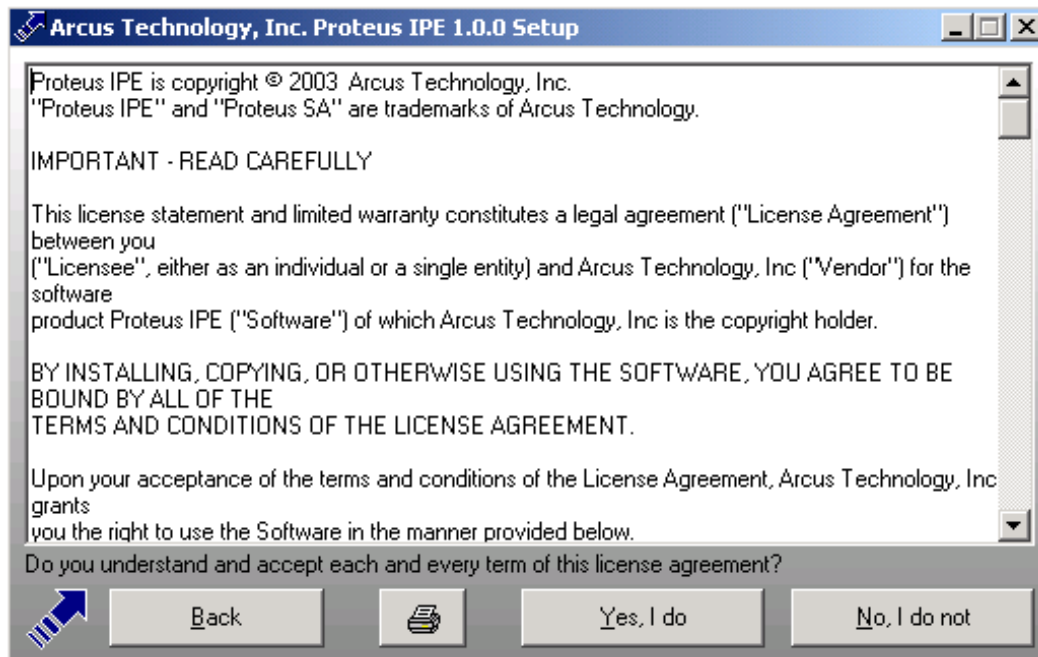 Arcus Technology, Inc. Proteus IPE 1.0.0 Setup
Proteus IPE is copyright © 2003 Arcus Technology, Inc.
"Proteus IPE" and "Proteus SA" are trademarks of Arcus Technology.
IMPORTANT - READ CAREFULLY
This license statement and limited warranty constitutes a legal agreement ("License Agreement")
between you
("Licensee", either as an individual or a single entity) and Arcus Technology, Inc ("Vendor") for the
software
product Proteus IPE ("Software") of which Arcus Technology, Inc is the copyright holder.
BY INSTALLING, COPYING, OR OTHERWISE USING THE SOFTWARE, YOU AGREE TO BE
BOUND BY ALL OF THE
TERMS AND CONDITIONS OF THE LICENSE AGREEMENT.
Upon your acceptance of the terms and conditions of the License Agreement, Arcus Technology, Inc
grants
you the right to use the Software in the manner provided below.
Do you understand and accept each and every term of this license agreement?
Back
Yes, I do
No, I do not